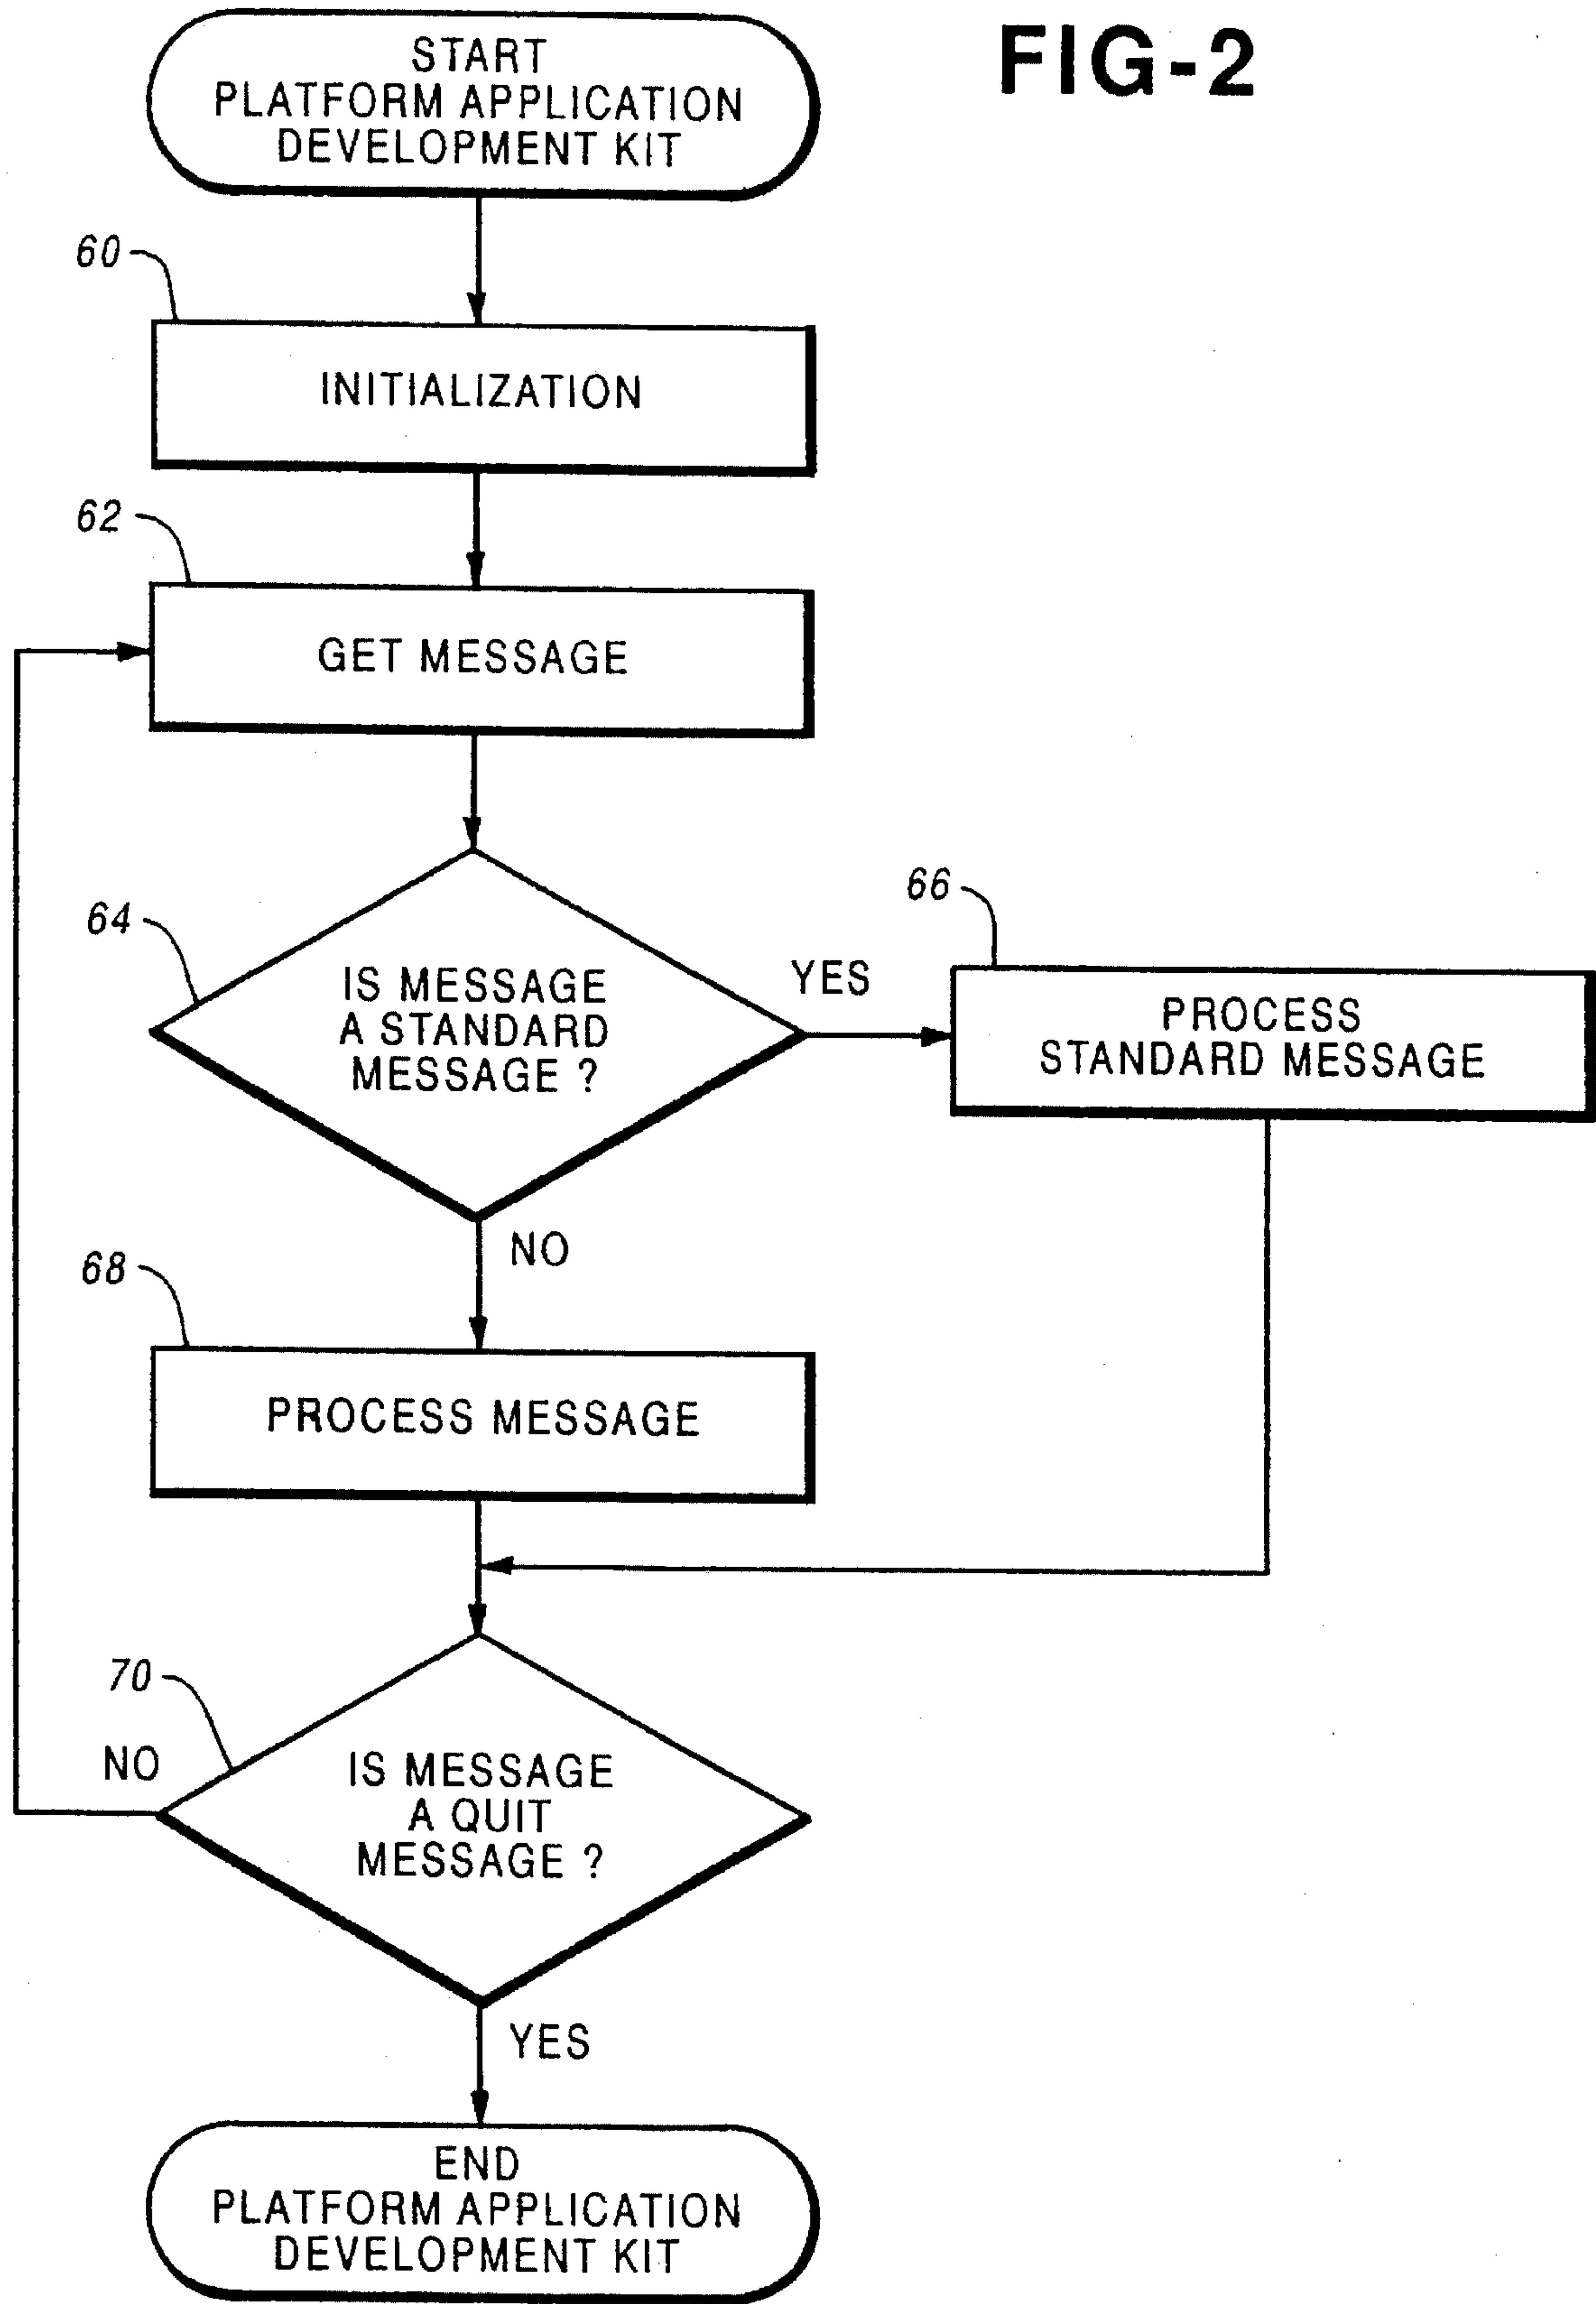 FIG-2
START
PLATFORM APPLICATION
DEVELOPMENT KIT
60
INITIALIZATION
62
GET MESSAGE
64
IS MESSAGE
A STANDARD
MESSAGE ?
YES
66
PROCESS
STANDARD MESSAGE
NO
68
PROCESS MESSAGE
70
NO
IS MESSAGE
A QUIT
MESSAGE ?
YES
END
PLATFORM APPLICATION
DEVELOPMENT KIT